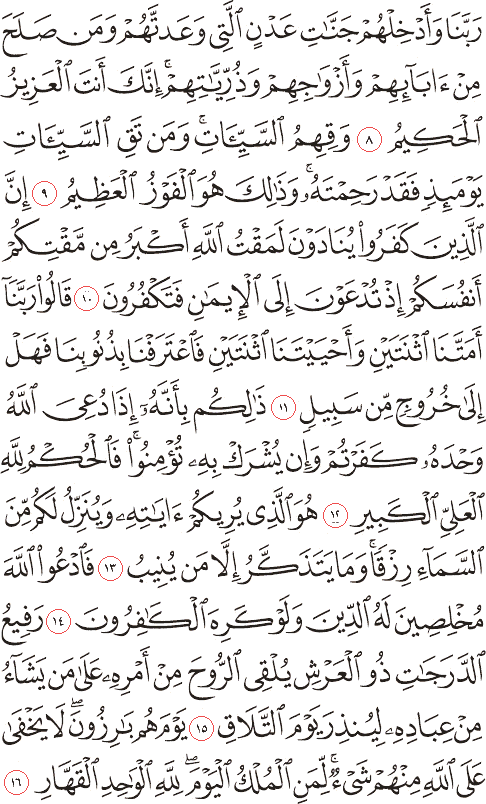 رَبَّنَا وَأَدْخِلْهُمْ جَنَّـٰتِ عَدْنٍ ٱلَّتِى وَعَدتَّهُمْ وَمَن صَلَحَ
مِنْ ءَابَآئِهِمْ وَأَزْوَٰجِهِمْ وَذُرِّيَّـٰتِهِمْ ۚ إِنَّكَ أَنتَ ٱلْعَزِيزُ
ٱلْحَكِيمُ ٨ وَقِهِمُ ٱلسَّيِّـَٔاتِ ۚ وَمَن تَقِ ٱلسَّيِّـَٔاتِ
يَوْمَئِذٍ فَقَدْ رَحِمْتَهُۥ ۚ وَذَٰلِكَ هُوَ ٱلْفَوْزُ ٱلْعَظِيمُ ٩ إِنَّ
ٱلَّذِينَ كَفَرُوا۟ يُنَادَوْنَ لَمَقْتُ ٱللَّهِ أَكْبَرُ مِن مَّقْتِكُمْ
أَنفُسَكُمْ إِذْ تُدْعَوْنَ إِلَى ٱلْإِيمَـٰنِ فَتَكْفُرُونَ ١٠ قَالُوا۟ رَبَّنَآ
أَمَتَّنَا ٱثْنَتَيْنِ وَأَحْيَيْتَنَا ٱثْنَتَيْنِ فَٱعْتَرَفْنَا بِذُنُوبِنَا فَهَلْ
إِلَىٰ خُرُوجٍ مِّن سَبِيلٍ ١١ ذَٰلِكُم بِأَنَّهُۥٓ إِذَا دُعِىَ ٱللَّهُ
وَحْدَهُۥ كَفَرْتُمْ ۖ وَإِن يُشْرَكْ بِهِۦ تُؤْمِنُوا۟ ۚ فَٱلْحُكْمُ لِلَّهِ
ٱلْعَلِىِّ ٱلْكَبِيرِ ١٢ هُوَ ٱلَّذِى يُرِيكُمْ ءَايَـٰتِهِۦ وَيُنَزِّلُ لَكُم مِّنَ
ٱلسَّمَآءِ رِزْقًا ۚ وَمَا يَتَذَكَّرُ إِلَّا مَن يُنِيبُ ١٣ فَٱدْعُوا۟ ٱللَّهَ
مُخْلِصِينَ لَهُ ٱلدِّينَ وَلَوْ كَرِهَ ٱلْكَـٰفِرُونَ ١٤ رَفِيعُ
ٱلدَّرَجَـٰتِ ذُو ٱلْعَرْشِ يُلْقِى ٱلرُّوحَ مِنْ أَمْرِهِۦ عَلَىٰ مَن يَشَآءُ
مِنْ عِبَادِهِۦ لِيُنذِرَ يَوْمَ ٱلتَّلَاقِ ١٥ يَوْمَ هُم بَـٰرِزُونَ ۖ لَا يَخْفَىٰ
عَلَى ٱللَّهِ مِنْهُمْ شَىْءٌ ۚ لِّمَنِ ٱلْمُلْكُ ٱلْيَوْمَ ۖ لِلَّهِ ٱلْوَٰحِدِ ٱلْقَهَّارِ ١٦